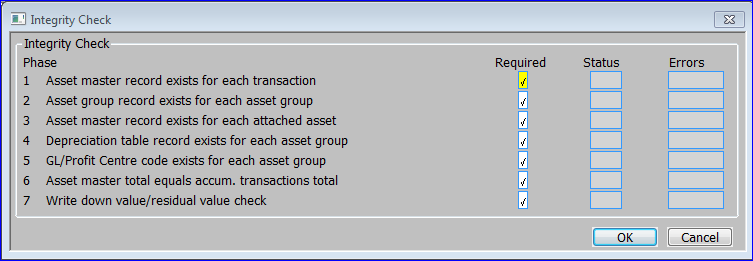 Integrity Check
Integrity Check
Phase Required Status Errors
1 Asset master record exists for each transaction
2 Asset group record exists for each asset group
3 Asset master record exists for each attached asset
4 Depreciation table record exists for each asset group
5 GL/Profit Centre code exists for each asset group
6 Asset master total equals accum. transactions total
7 Write down value/residual value check
OK Cancel